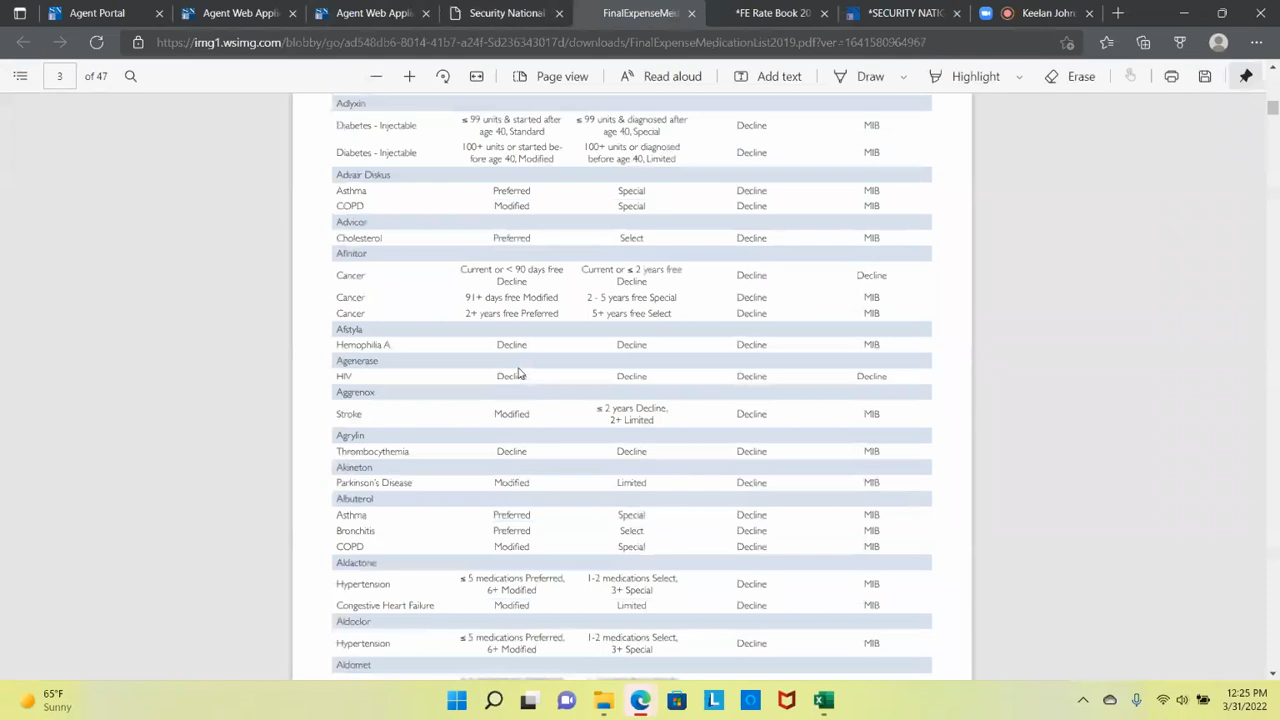 Agent Portal
Agent Web Applic
Agent Web Applic
Security National
FinalExpenseMed
*FE Rate Book 20
*SECURITY NATIO
Keelan Johns
https://img1.wsimg.com/blobby/go/ad548db6-8014-41b7-a24f-5d236343017d/downloads/FinalExpenseMedicationList2019.pdf?ver=1641580964967
3 of 47
Page view
Read aloud
Add text
Draw
Highlight
Erase
Adlyxin
Diabetes - Injectable ≤ 99 units & started after age 40, Standard ≤ 99 units & diagnosed after age 40, Special Decline MIB
Diabetes - Injectable 100+ units or started be- fore age 40, Modified 100+ units or diagnosed before age 40, Limited Decline MIB
Advair Diskus
Asthma Preferred Special Decline MIB
COPD Modified Special Decline MIB
Advicor
Cholesterol Preferred Select Decline MIB
Afinitor
Cancer Current or < 90 days free Decline Current or ≤ 2 years free Decline Decline Decline
Cancer 91+ days free Modified 2 - 5 years free Special Decline MIB
Cancer 2+ years free Preferred 5+ years free Select Decline MIB
Afstyla
Hemophilia A Decline Decline Decline MIB
Agenerase
HIV Decline Decline Decline Decline
Aggrenox
Stroke Modified ≤ 2 years Decline, 2+ Limited Decline MIB
Agrylin
Thrombocythemia Decline Decline Decline MIB
Akineton
Parkinson's Disease Modified Limited Decline MIB
Albuterol
Asthma Preferred Special Decline MIB
Bronchitis Preferred Select Decline MIB
COPD Modified Special Decline MIB
Aldactone
Hypertension ≤ 5 medications Preferred, 6+ Modified 1-2 medications Select, 3+ Special Decline MIB
Congestive Heart Failure Modified Limited Decline MIB
Aldoclor
Hypertension ≤ 5 medications Preferred, 6+ Modified 1-2 medications Select, 3+ Special Decline MIB
Aldomet
65°F
Sunny
12:25 PM
3/31/2022